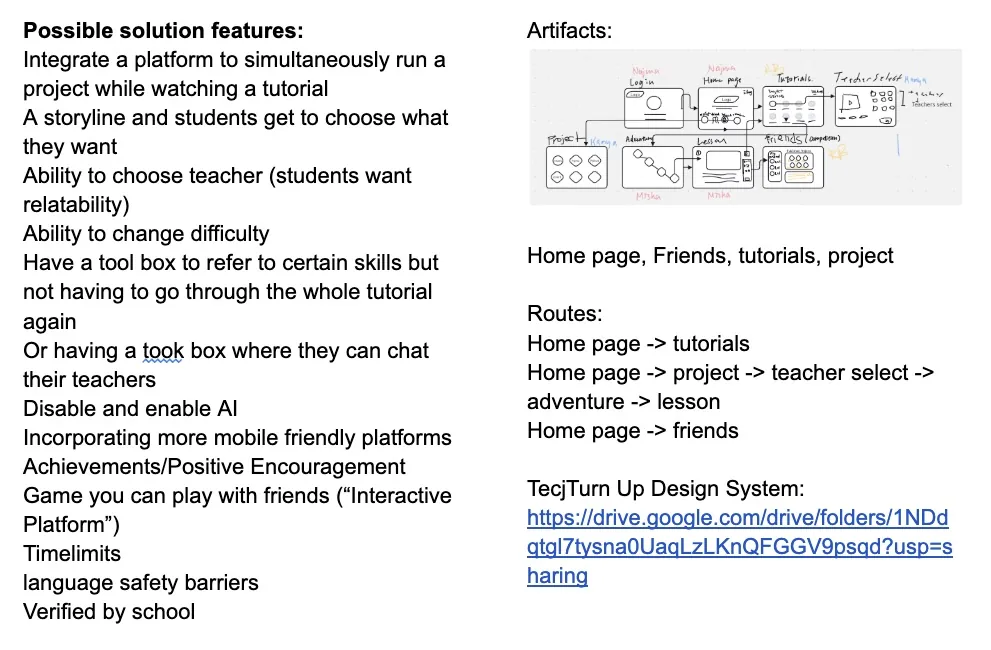 Possible solution features:
Integrate a platform to simultaneously run a
project while watching a tutorial
A storyline and students get to choose what
they want
Ability to choose teacher (students want
relatability)
Ability to change difficulty
Have a tool box to refer to certain skills but
not having to go through the whole tutorial
again
Or having a took box where they can chat
their teachers
Disable and enable AI
Incorporating more mobile friendly platforms
Achievements/Positive Encouragement
Game you can play with friends (“Interactive
Platform”)
Timelimits
language safety barriers
Verified by school
Artifacts:
Najma
Login
Najma
Home page
Tutorials
Teacher Select
Teachers select
Project
Adventure
Lesson
Friends
Misha
Misha
Home page, Friends, tutorials, project
Routes:
Home page -> tutorials
Home page -> project -> teacher select ->
adventure -> lesson
Home page -> friends
TecjTurn Up Design System:
https://drive.google.com/drive/folders/1NDd
qtgl7tysna0UaqLzLKnQFGGV9psqd?usp=s
haring